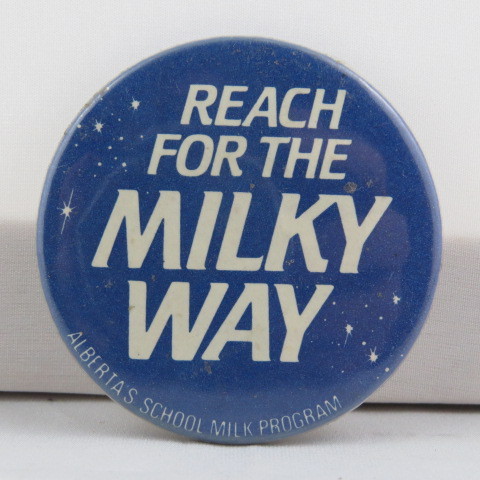 REACH
FOR THE
MILKY
WAY
ALBERTA'S SCHOOL MILK PROGRAM